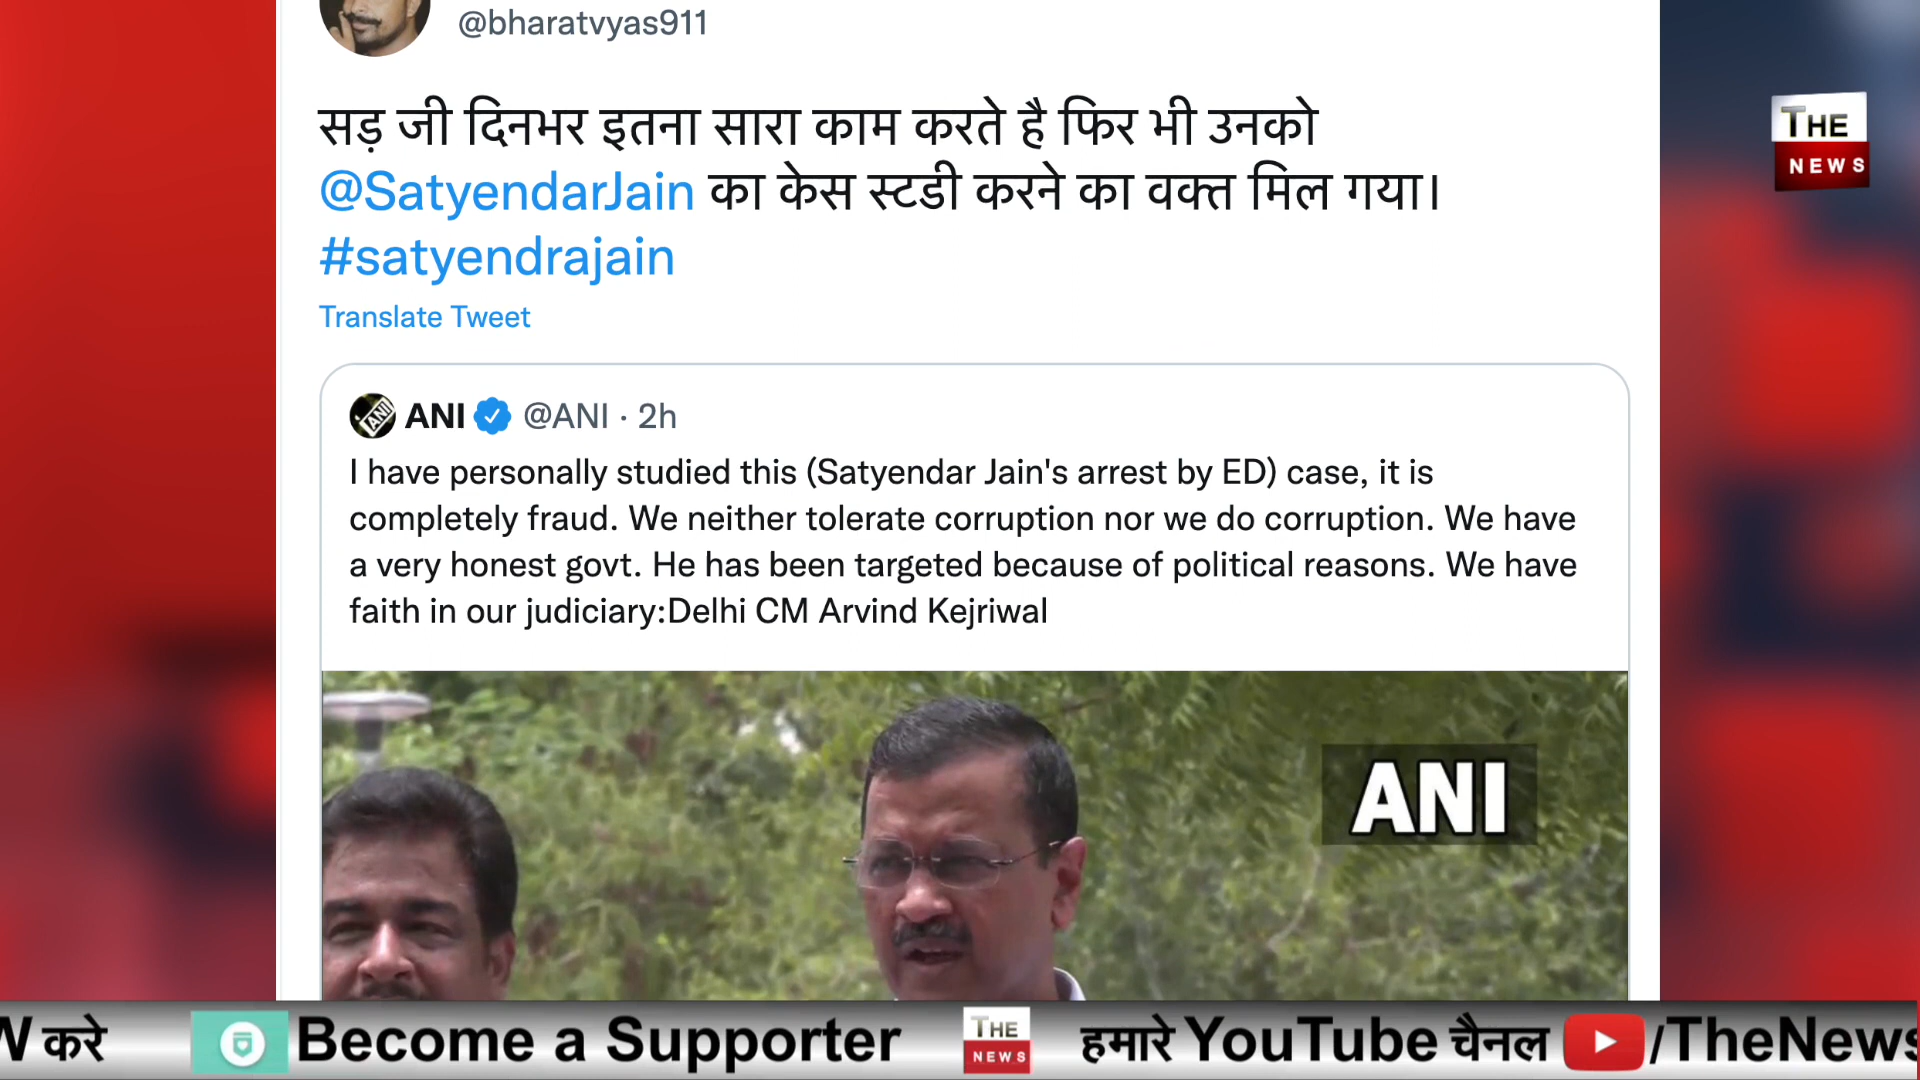 @bharatvyas911
सड़ जी दिनभर इतना सारा काम करते है फिर भी उनको
@SatyendarJain का केस स्टडी करने का वक्त मिल गया।
#satyendrajain
Translate Tweet
ANI @ANI · 2h
I have personally studied this (Satyendar Jain's arrest by ED) case, it is
completely fraud. We neither tolerate corruption nor we do corruption. We have
a very honest govt. He has been targeted because of political reasons. We have
faith in our judiciary:Delhi CM Arvind Kejriwal
ANI
THE
NEWS
करे Become a Supporter THE NEWS हमारे YouTube चैनल /TheNews